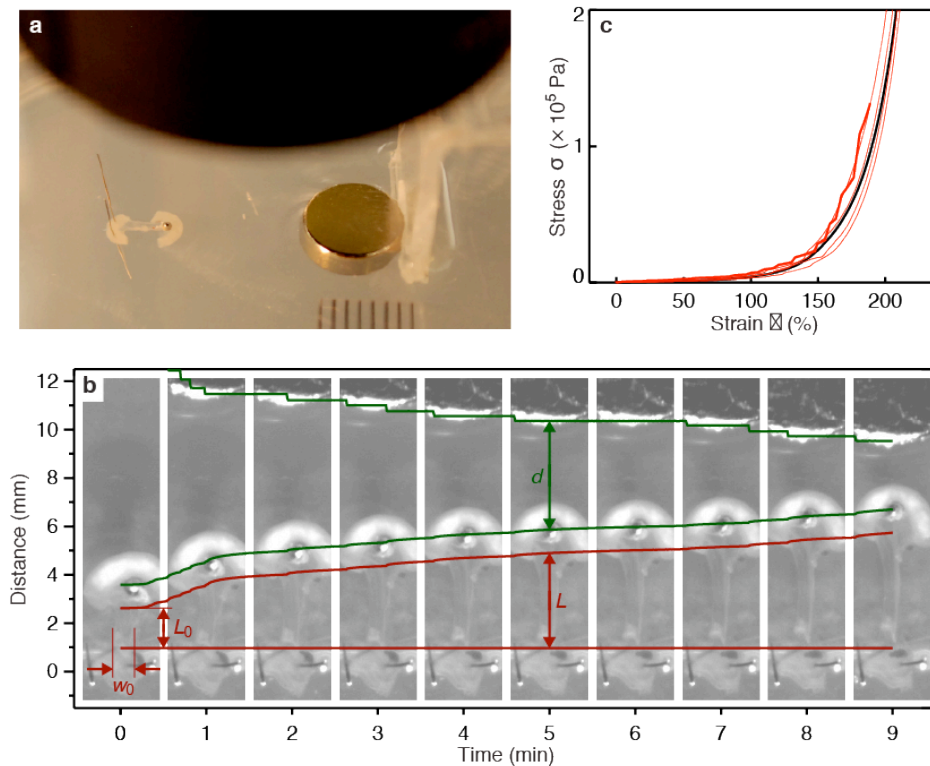 a
c
2
1
0
Stress σ (× 10⁵ Pa)
0 50 100 150 200
Strain ☒ (%)
b
12
10
8
6
4
2
0
Distance (mm)
d
L
L₀
w₀
0 1 2 3 4 5 6 7 8 9
Time (min)